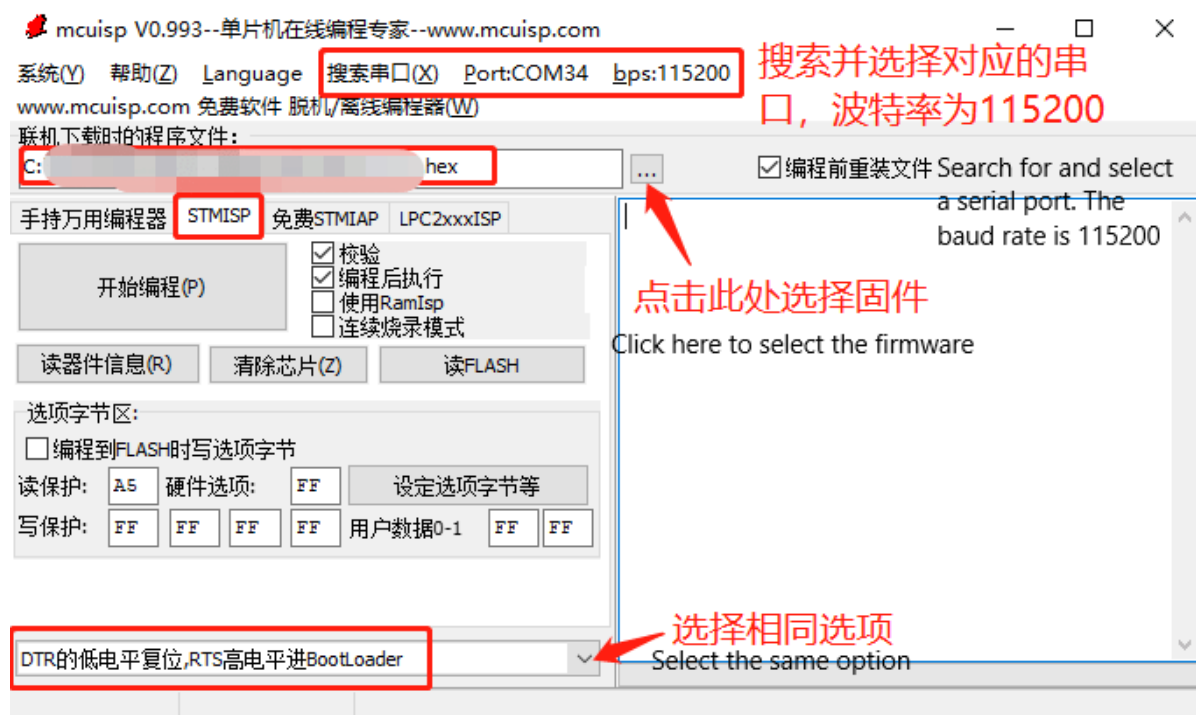 mcuisp V0.993--单片机在线编程专家--www.mcuisp.com
系统(Y) 帮助(Z) Language 搜索串口(X) Port:COM34 bps:115200
搜索并选择对应的串
口，波特率为115200
www.mcuisp.com 免费软件 脱机/离线编程器(W)
联机下载时的程序文件：
C: hex ...
编程前重装文件
Search for and select
a serial port. The
baud rate is 115200
手持万用编程器 STMISP 免费STMIAP LPC2xxxISP
开始编程(P)
校验
编程后执行
使用RamIsp
连续烧录模式
点击此处选择固件
Click here to select the firmware
读器件信息(R) 清除芯片(Z) 读FLASH
选项字节区:
编程到FLASH时写选项字节
读保护: A5 硬件选项: FF 设定选项字节等
写保护: FF FF FF FF 用户数据0-1 FF FF
选择相同选项
Select the same option
DTR的低电平复位,RTS高电平进BootLoader